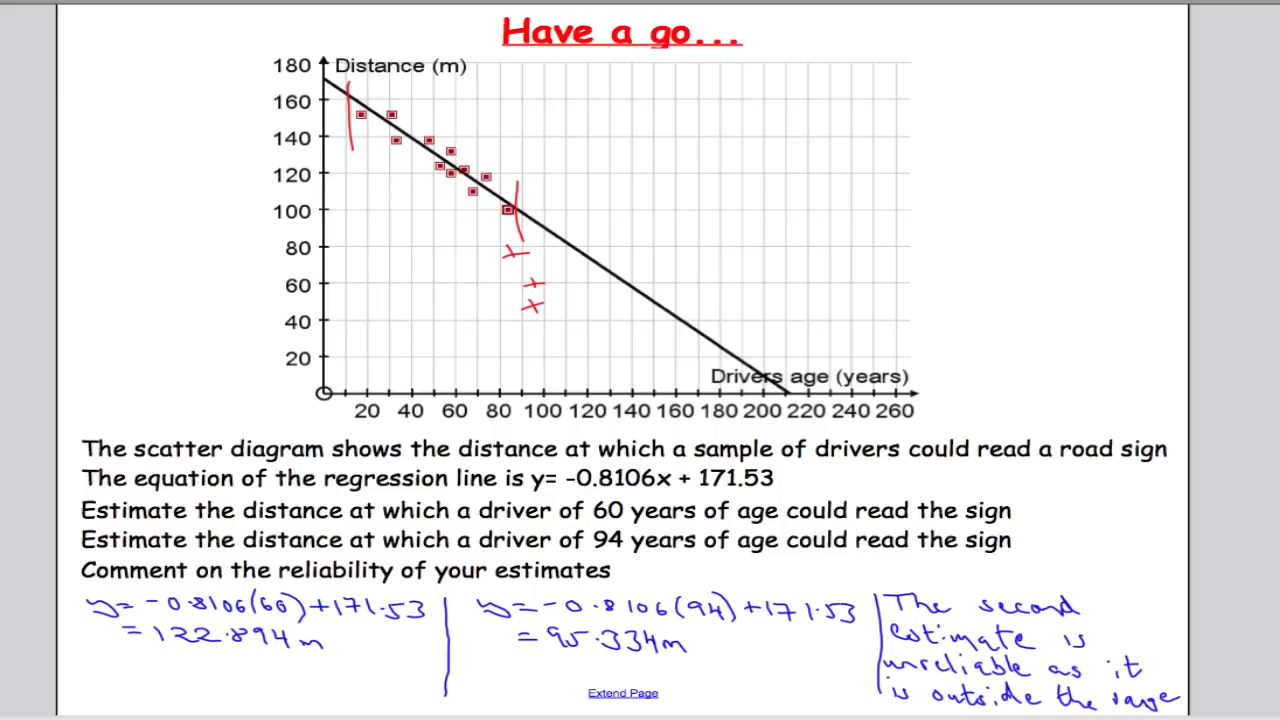 Have a go...
Distance (m)
180
160
140
120
100
80
60
40
20
Drivers age (years)
20 40 60 80 100 120 140 160 180 200 220 240 260
The scatter diagram shows the distance at which a sample of drivers could read a road sign
The equation of the regression line is y= -0.8106x + 171.53
Estimate the distance at which a driver of 60 years of age could read the sign
Estimate the distance at which a driver of 94 years of age could read the sign
Comment on the reliability of your estimates
y= -0.8106(60) + 171.53
= 122.894m
y= -0.8106(94) + 171.53
= 95.334m
The second
estimate is
unreliable as it
is outside the range
Extend Page